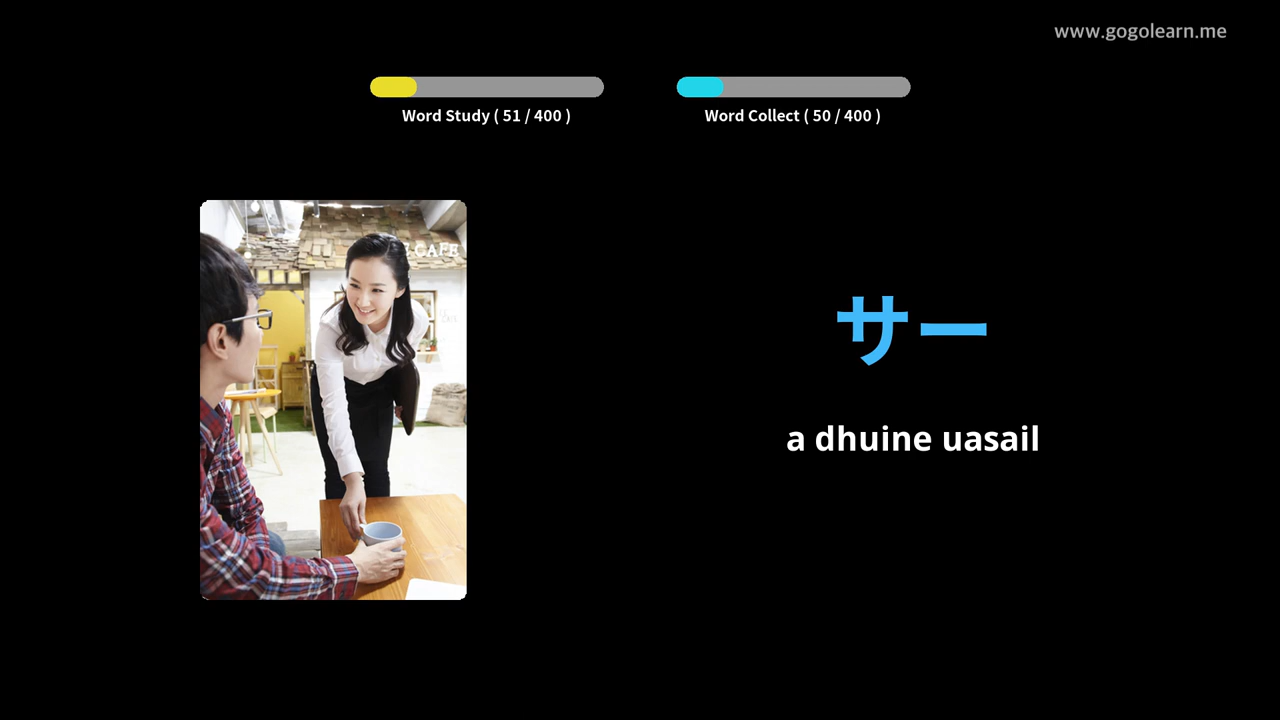 www.gogolearn.me
Word Study ( 51 / 400 )
Word Collect ( 50 / 400 )
CAFE
サー
a dhuine uasail